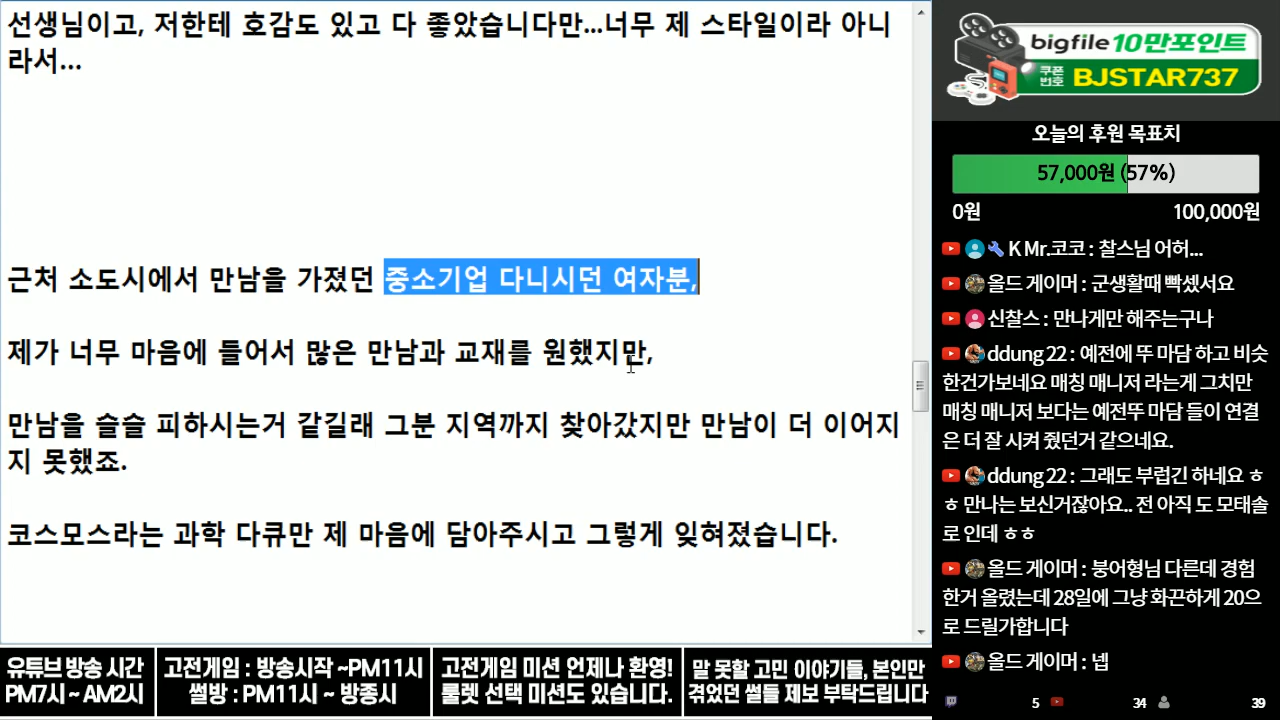 선생님이고, 저한테 호감도 있고 다 좋았습니다만...너무 제 스타일이라 아니
라서...
근처 소도시에서 만남을 가졌던 중소기업 다니시던 여자분,
제가 너무 마음에 들어서 많은 만남과 교재를 원했지만,
만남을 슬슬 피하시는거 같길래 그분 지역까지 찾아갔지만 만남이 더 이어지
지 못했죠.
코스모스라는 과학 다큐만 제 마음에 담아주시고 그렇게 잊혀졌습니다.
bigfile 10만포인트
쿠폰
번호 BJSTAR737
오늘의 후원 목표치
57,000원 (57%)
0원 100,000원
K Mr.코코 : 찰스님 어허...
올드 게이머 : 군생활때 빡셌서요
신찰스 : 만나게만 해주는구나
ddung 22 : 예전에 뚜 마담 하고 비슷
한건가보네요 매칭 매니저 라는게 그치만
매칭 매니저 보다는 예전뚜 마담 들이 연결
은 더 잘 시켜 줬던거 같으네요.
ddung 22 : 그래도 부럽긴 하네요 ㅎ
ㅎ 만나는 보신거잖아요.. 전 아직 도 모태솔
로 인데 ㅎㅎ
올드 게이머 : 붕어형님 다른데 경험
한거 올렸는데 28일에 그냥 화끈하게 20으
로 드릴가합니다
올드 게이머 : 넵
5 34 39
유튜브 방송 시간
PM7시 ~ AM2시
고전게임 : 방송시작 ~PM11시
썰방 : PM11시 ~ 방종시
고전게임 미션 언제나 환영!
룰렛 선택 미션도 있습니다.
말 못할 고민 이야기들, 본인만
겪었던 썰들 제보 부탁드립니다